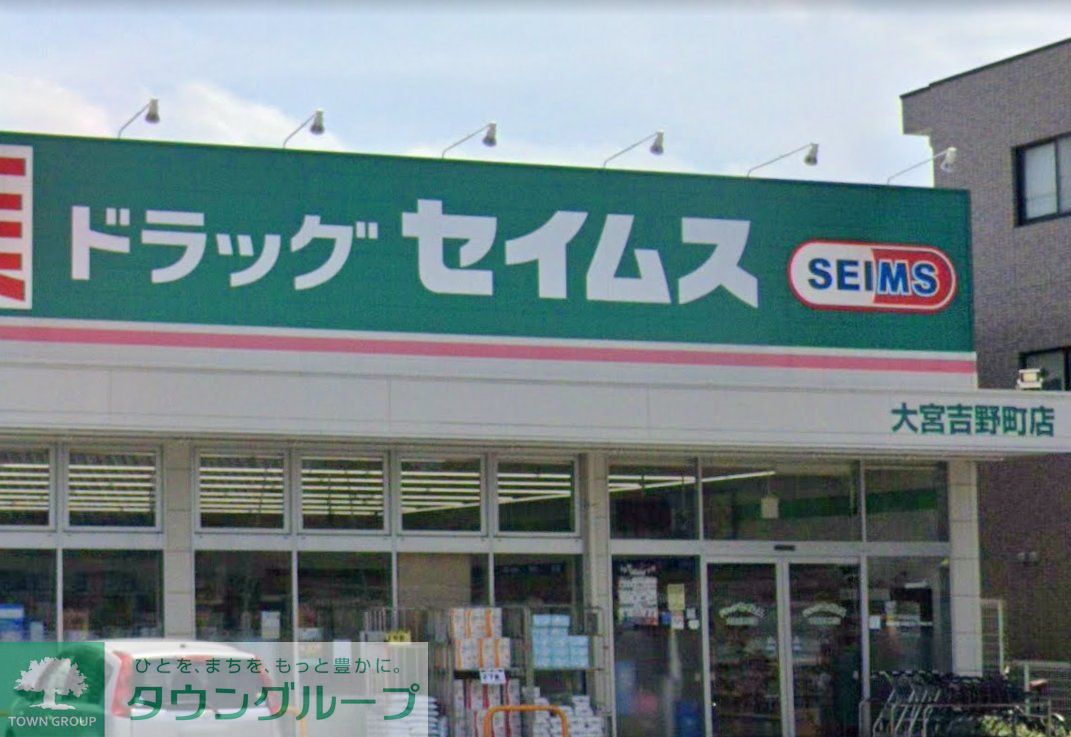 薬 ドラッグ セイムス SEIMS
大宮吉野町店
ひとを、まちを、もっと豊かに。
タウングループ
TOWN GROUP